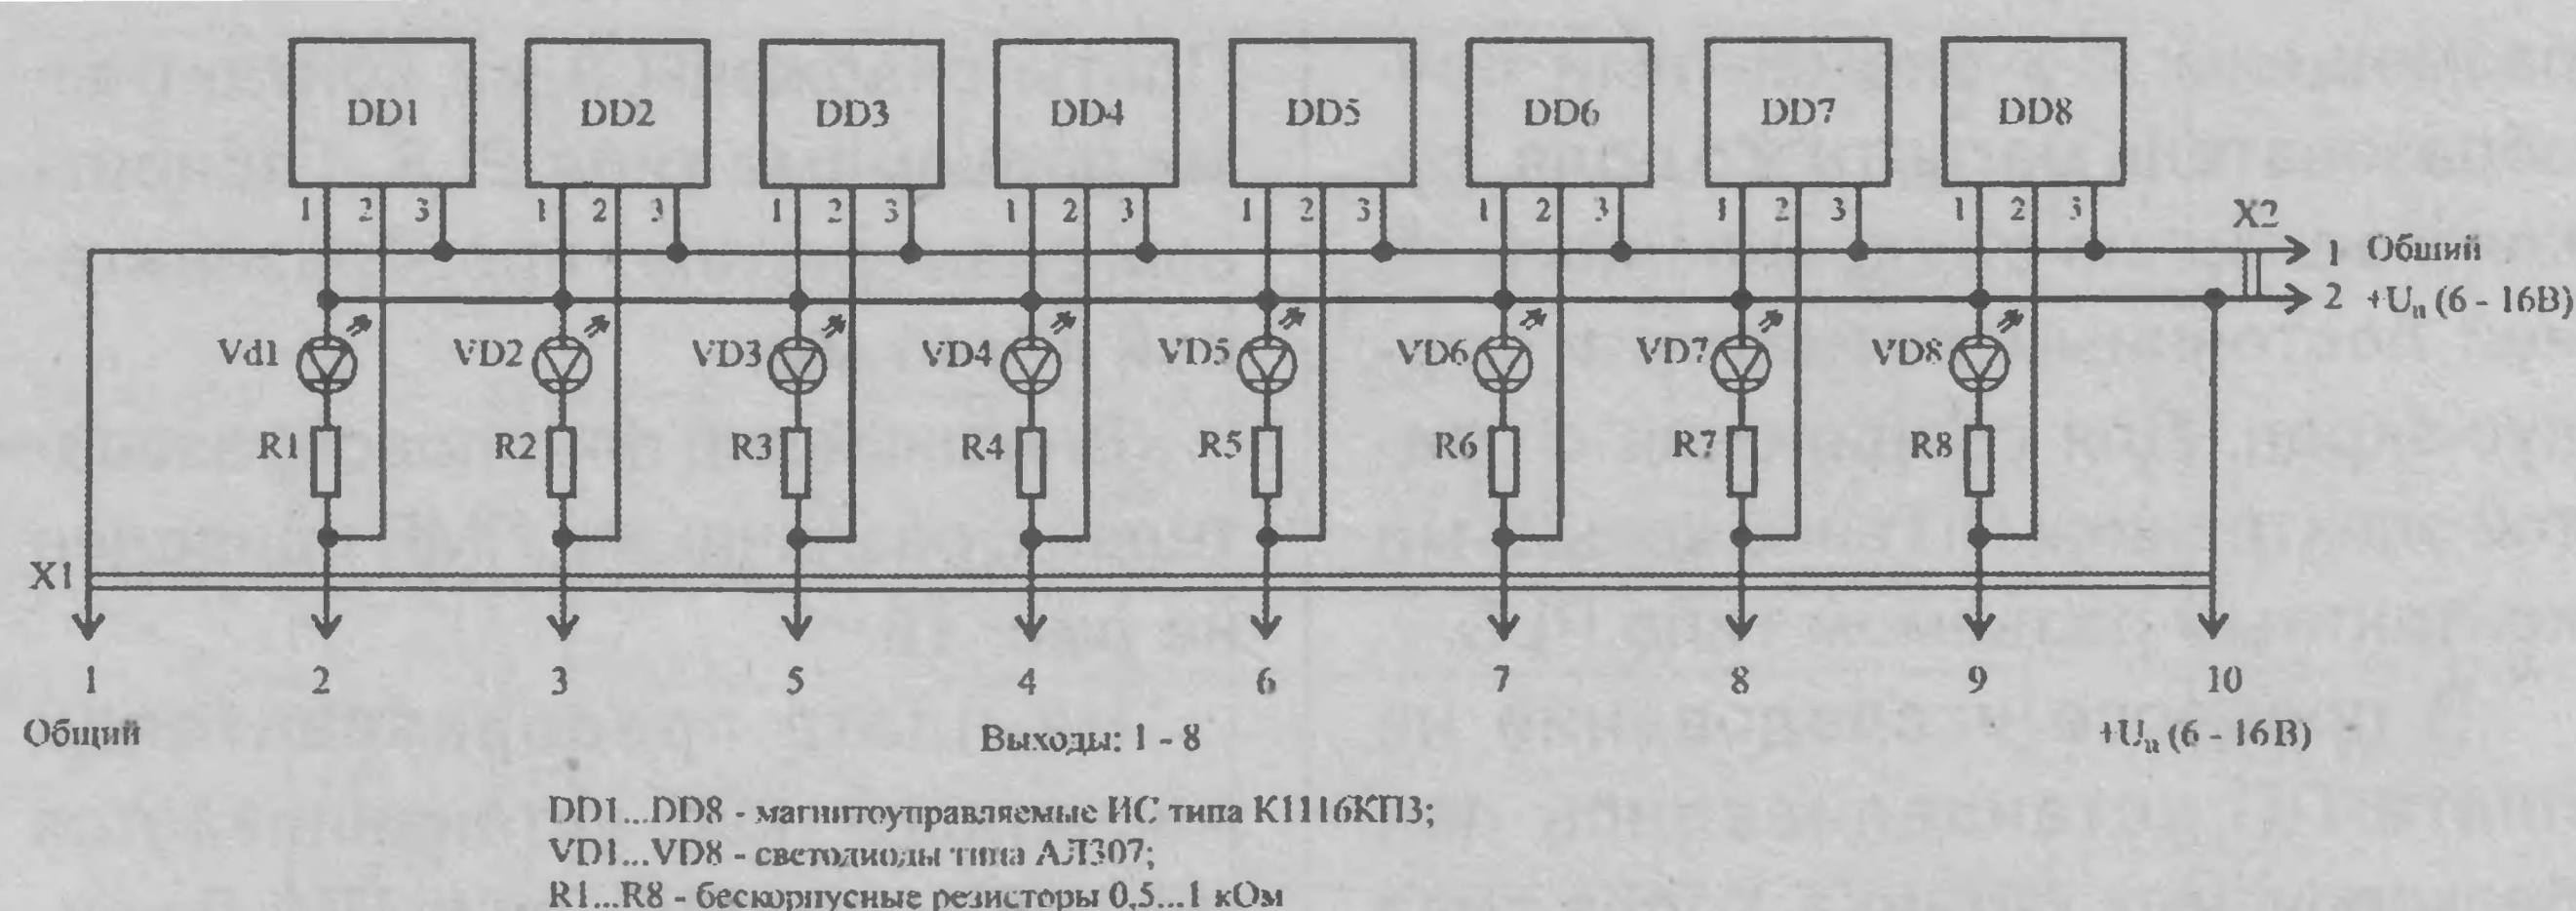 DD1 DD2 DD3 DD4 DD5 DD6 DD7 DD8
1 2 3 1 2 3 1 2 3 1 2 3 1 2 3 1 2 3 1 2 3 1 2 3 X2
1 Общий
2 +Uп (6 - 16В)
Vd1 VD2 VD3 VD4 VD5 VD6 VD7 VD8
R1 R2 R3 R4 R5 R6 R7 R8
X1
1 2 3 5 4 6 7 8 9 10
Общий Выходы: 1 - 8 +Uп (6 - 16В)
DD1...DD8 - магнитоуправляемые ИС типа К1116КП3;
VD1...VD8 - светодиоды типа АЛ307;
R1...R8 - бескорпусные резисторы 0,5...1 кОм